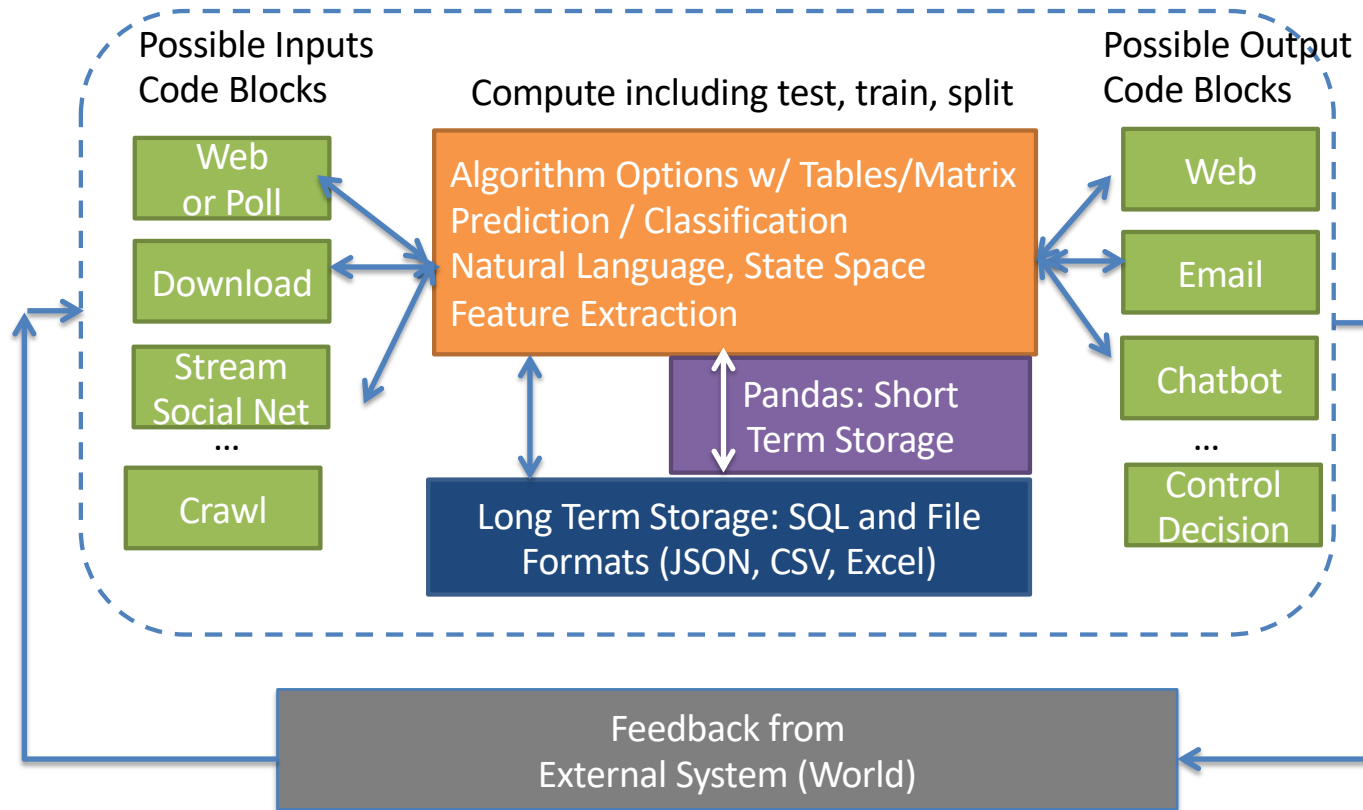 Possible Inputs
Code Blocks
Web
or Poll
Download
Stream
Social Net
...
Crawl
Compute including test, train, split
Algorithm Options w/ Tables/Matrix
Prediction / Classification
Natural Language, State Space
Feature Extraction
Pandas: Short
Term Storage
Long Term Storage: SQL and File
Formats (JSON, CSV, Excel)
Possible Output
Code Blocks
Web
Email
Chatbot
...
Control
Decision
Feedback from
External System (World)